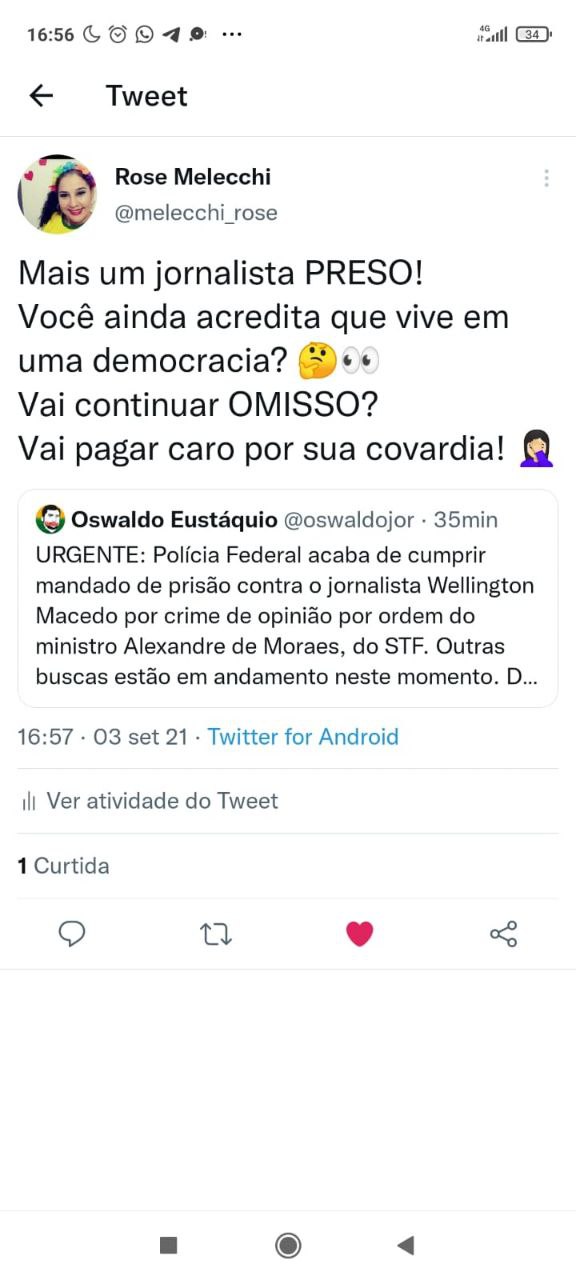 16:56 4G 34
Tweet
Rose Melecchi
@melecchi_rose
Mais um jornalista PRESO!
Você ainda acredita que vive em
uma democracia? 🤔👀
Vai continuar OMISSO?
Vai pagar caro por sua covardia! 🤦🏻‍♀️
Oswaldo Eustáquio @oswaldojor · 35min
URGENTE: Polícia Federal acaba de cumprir
mandado de prisão contra o jornalista Wellington
Macedo por crime de opinião por ordem do
ministro Alexandre de Moraes, do STF. Outras
buscas estão em andamento neste momento. D...
16:57 · 03 set 21 · Twitter for Android
Ver atividade do Tweet
1 Curtida